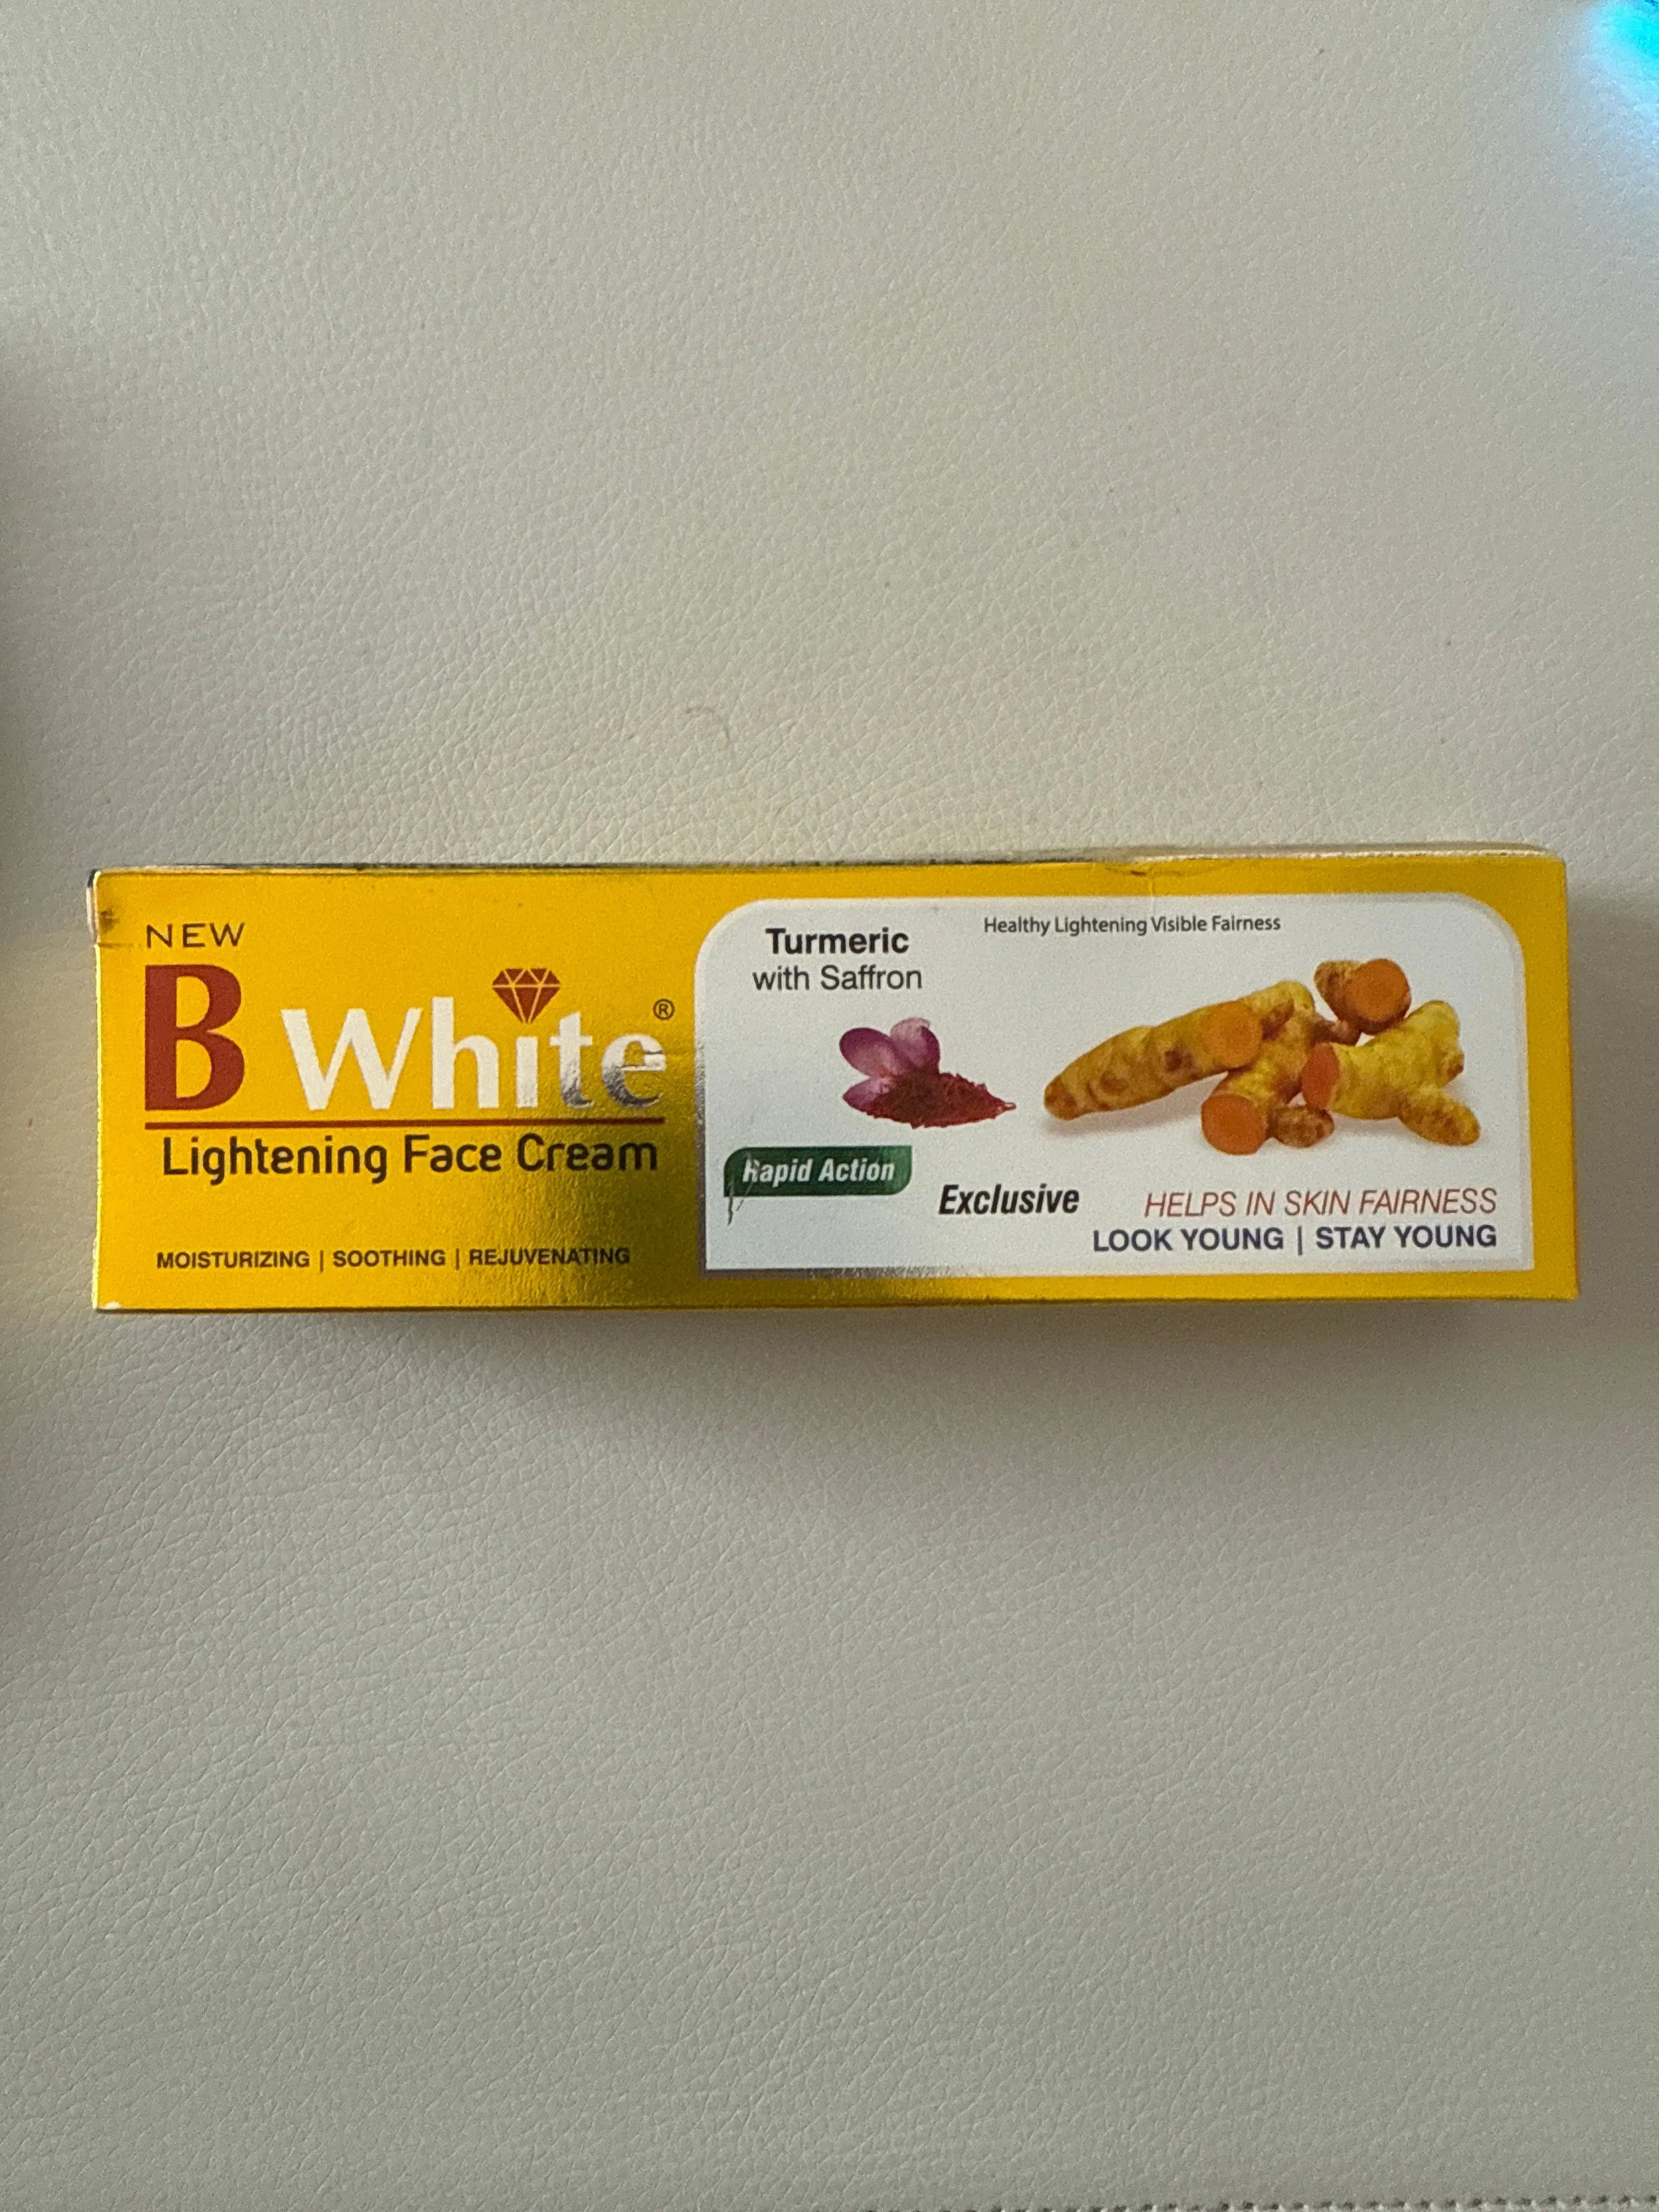 NEW
B White®
Lightening Face Cream
MOISTURIZING | SOOTHING | REJUVENATING
Turmeric
with Saffron
Healthy Lightening Visible Fairness
Rapid Action
Exclusive
HELPS IN SKIN FAIRNESS
LOOK YOUNG | STAY YOUNG